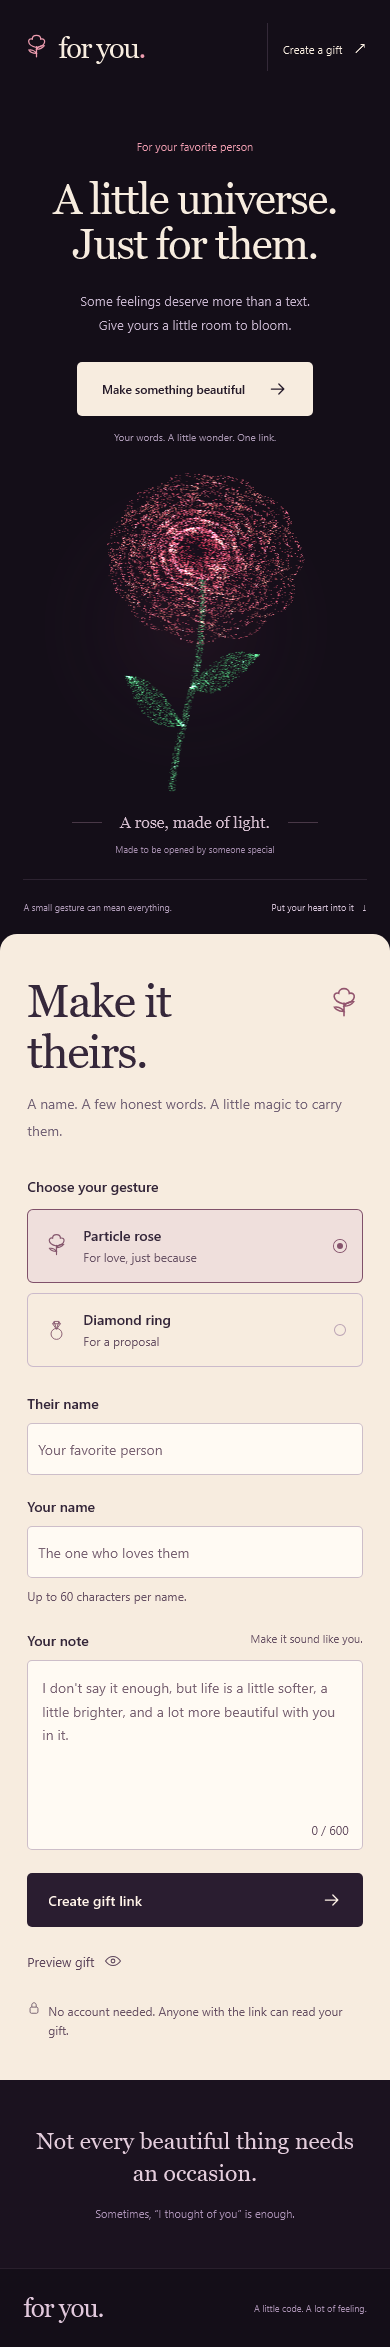 for you.
Create a gift ↗
For your favorite person
A little universe.
Just for them.
Some feelings deserve more than a text.
Give yours a little room to bloom.
Make something beautiful →
Your words. A little wonder. One link.
A rose, made of light.
Made to be opened by someone special
A small gesture can mean everything.
Put your heart into it ↓
Make it
theirs.
A name. A few honest words. A little magic to carry
them.
Choose your gesture
Particle rose
For love, just because
Diamond ring
For a proposal
Their name
Your favorite person
Your name
The one who loves them
Up to 60 characters per name.
Your note
Make it sound like you.
I don't say it enough, but life is a little softer, a
little brighter, and a lot more beautiful with you
in it.
0 / 600
Create gift link →
Preview gift
No account needed. Anyone with the link can read your
gift.
Not every beautiful thing needs
an occasion.
Sometimes, "I thought of you" is enough.
for you.
A little code. A lot of feeling.